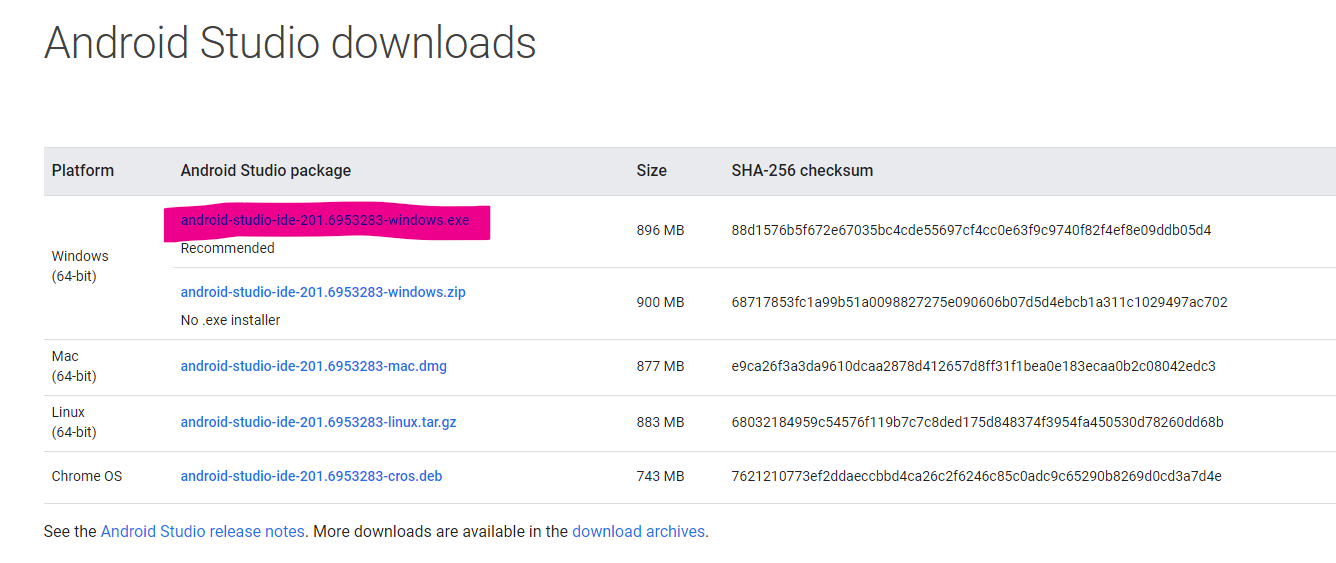 Android Studio downloads
Platform Android Studio package Size SHA-256 checksum
Windows
(64-bit)
android-studio-ide-201.6953283-windows.exe
Recommended
896 MB
88d1576b5f672e67035bc4cde55697cf4cc0e63f9c9740f82f4ef8e09ddb05d4
android-studio-ide-201.6953283-windows.zip
No .exe installer
900 MB
68717853fc1a99b51a0098827275e090606b07d5d4ebcb1a311c1029497ac702
Mac
(64-bit)
android-studio-ide-201.6953283-mac.dmg
877 MB
e9ca26f3a3da9610dcaa2878d412657d8ff31f1bea0e183ecaa0b2c08042edc3
Linux
(64-bit)
android-studio-ide-201.6953283-linux.tar.gz
883 MB
68032184959c54576f119b7c7c8ded175d848374f3954fa450530d78260dd68b
Chrome OS
android-studio-ide-201.6953283-cros.deb
743 MB
7621210773ef2ddaeccbbd4ca26c2f6246c85c0adc9c65290b8269d0cd3a7d4e
See the Android Studio release notes. More downloads are available in the download archives.